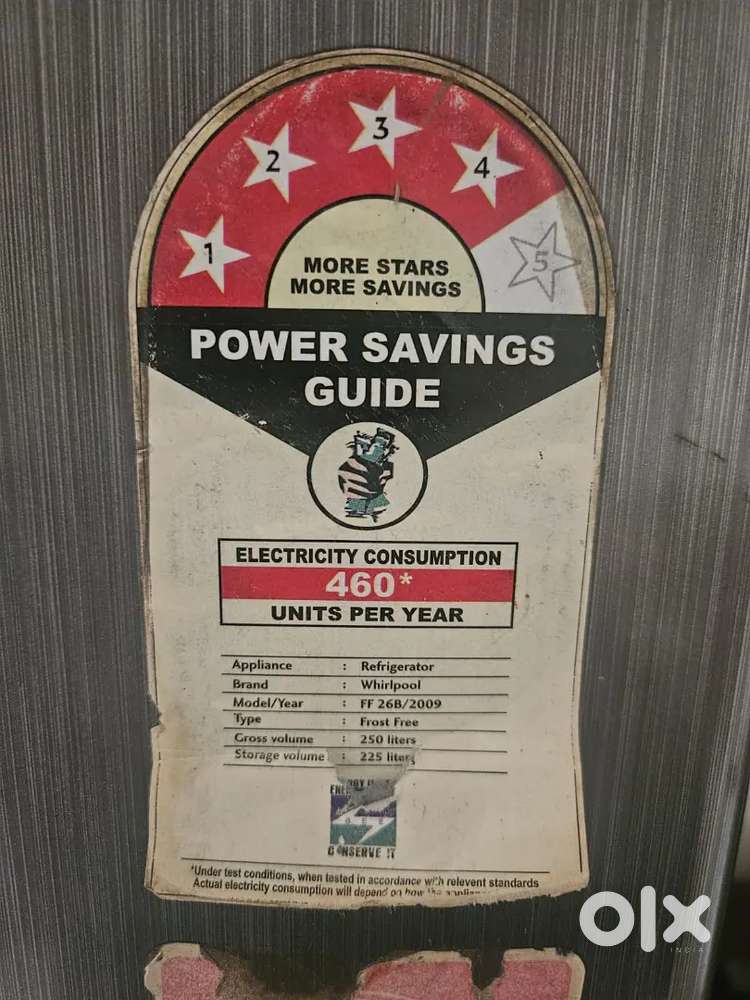 1 2 3 4 5
MORE STARS
MORE SAVINGS
POWER SAVINGS
GUIDE
ELECTRICITY CONSUMPTION
460*
UNITS PER YEAR
Appliance : Refrigerator
Brand : Whirlpool
Model/Year : FF 26B/2009
Type : Frost Free
Gross volume : 250 liters
Storage volume : 225 liters
CONSERVE IT
*Under test conditions, when tested in accordance with relevent standards
Actual electricity consumption will depend on how the
olx
INDIA